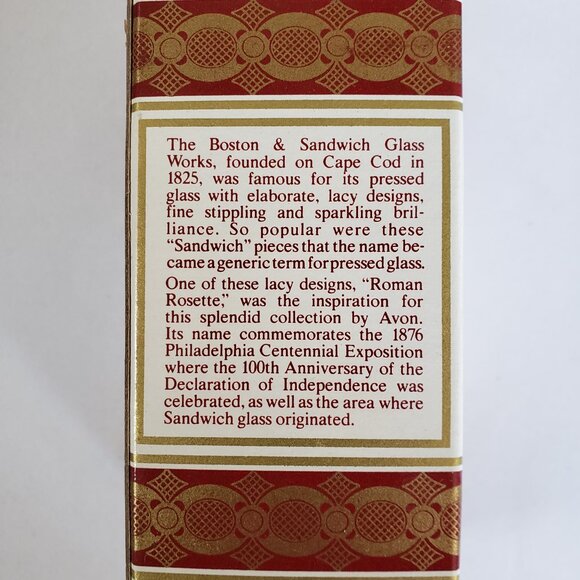 The Boston & Sandwich Glass
Works, founded on Cape Cod in
1825, was famous for its pressed
glass with elaborate, lacy designs,
fine stippling and sparkling bril-
liance. So popular were these
“Sandwich” pieces that the name be-
came a generic term for pressed glass.
One of these lacy designs, “Roman
Rosette,” was the inspiration for
this splendid collection by Avon.
Its name commemorates the 1876
Philadelphia Centennial Exposition
where the 100th Anniversary of the
Declaration of Independence was
celebrated, as well as the area where
Sandwich glass originated.